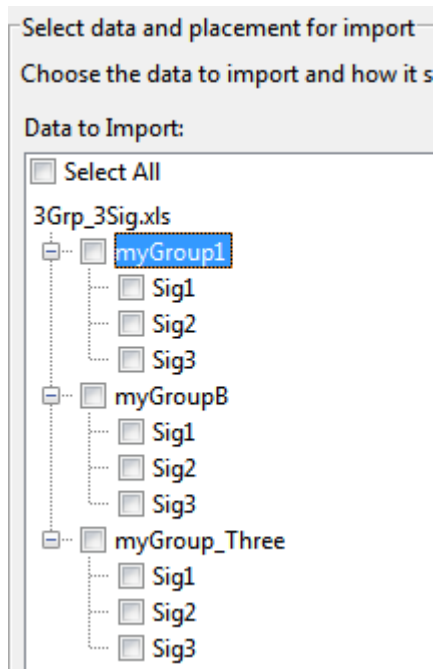 Select data and placement for import
Choose the data to import and how it s
Data to Import:
Select All
3Grp_3Sig.xls
myGroup1
Sig1
Sig2
Sig3
myGroupB
Sig1
Sig2
Sig3
myGroup_Three
Sig1
Sig2
Sig3